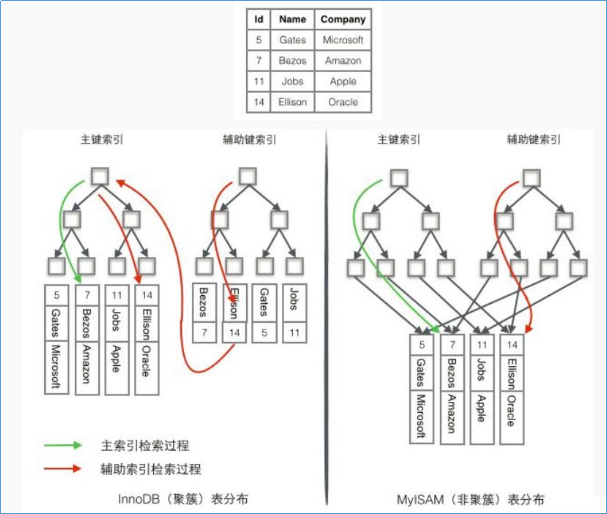 Id Name Company
5 Gates Microsoft
7 Bezos Amazon
11 Jobs Apple
14 Ellison Oracle
主键索引
辅助键索引
5 Gates Microsoft
7 Bezos Amazon
11 Jobs Apple
14 Ellison Oracle
Bezos 7
Ellison 14
Gates 5
Jobs 11
主索引检索过程
辅助索引检索过程
InnoDB（聚簇）表分布
主键索引
辅助键索引
5 Gates Microsoft
7 Bezos Amazon
11 Jobs Apple
14 Ellison Oracle
MyISAM（非聚簇）表分布